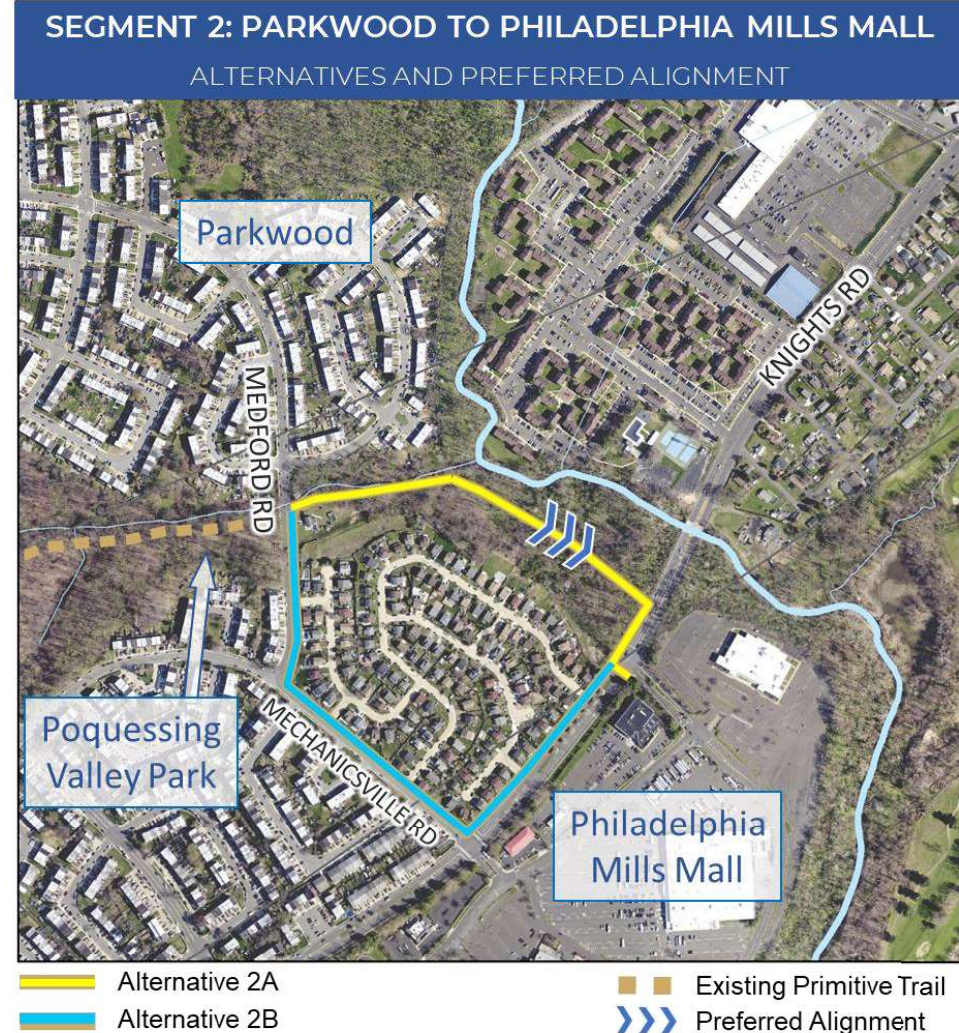 SEGMENT 2: PARKWOOD TO PHILADELPHIA MILLS MALL
ALTERNATIVES AND PREFERRED ALIGNMENT
Parkwood
KNIGHTS RD
MEDFORD RD
Poquessing
Valley Park
MECHANICSVILLE RD
Philadelphia
Mills Mall
Alternative 2A
Alternative 2B
Existing Primitive Trail
Preferred Alignment